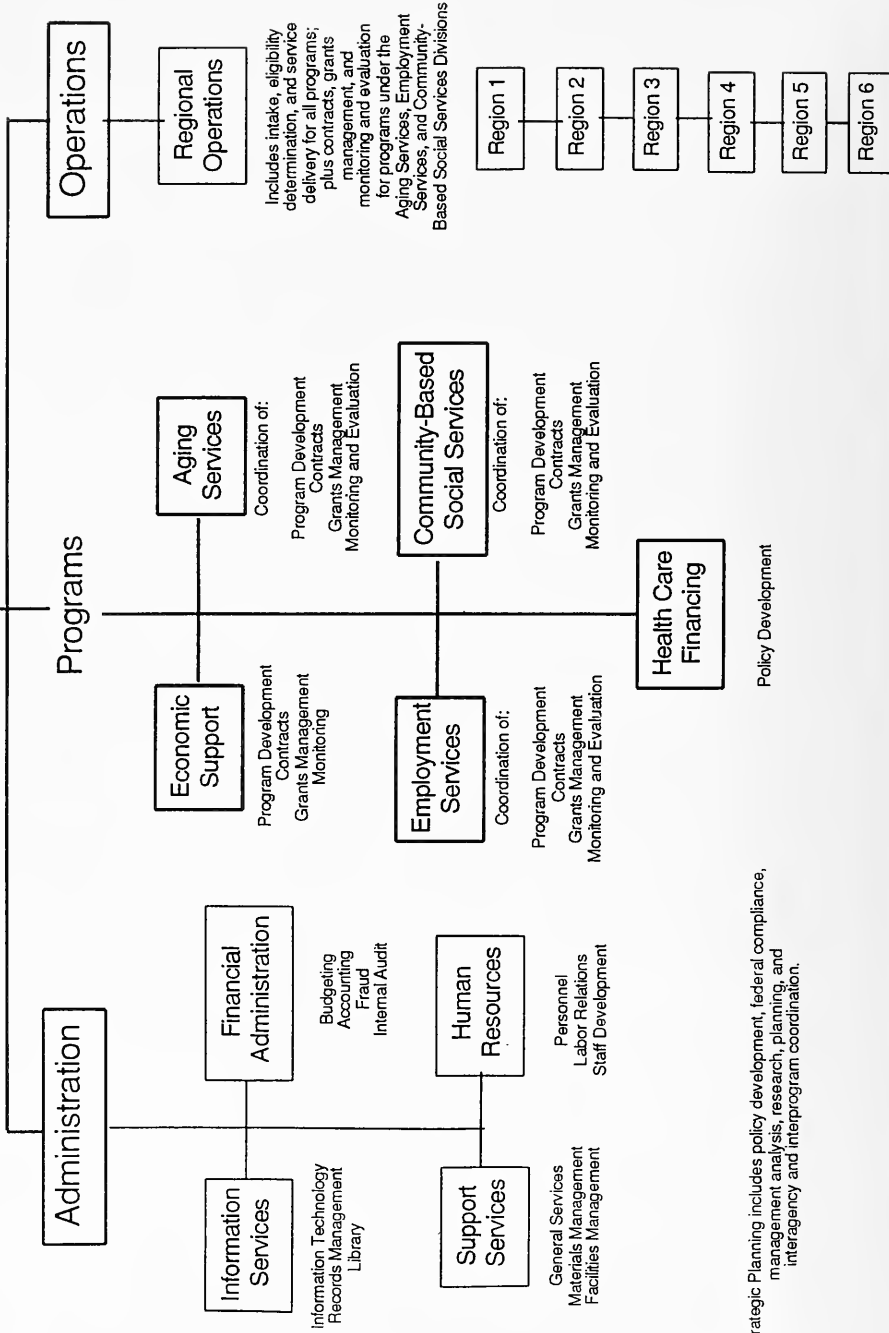 Administration
Information
Services
Information Technology
Records Management
Library
Financial
Administration
Budgeting
Accounting
Fraud
Internal Audit
Support
Services
General Services
Materials Management
Facilities Management
Human
Resources
Personnel
Labor Relations
Staff Development
Programs
Economic
Support
Program Development
Contracts
Grants Management
Monitoring
Aging
Services
Coordination of:
Program Development
Contracts
Grants Management
Monitoring and Evaluation
Employment
Services
Coordination of:
Program Development
Contracts
Grants Management
Monitoring and Evaluation
Community-Based
Social Services
Coordination of:
Program Development
Contracts
Grants Management
Monitoring and Evaluation
Health Care
Financing
Policy Development
Operations
Regional
Operations
Includes intake, eligibility
determination, and service
delivery for all programs;
plus contracts, grants
management, and
monitoring and evaluation
for programs under the
Aging Services, Employment
Services, and Community-
Based Social Services Divisions
Region 1
Region 2
Region 3
Region 4
Region 5
Region 6
rategic Planning includes policy development, federal compliance,
management analysis, research, planning, and
interagency and interprogram coordination.